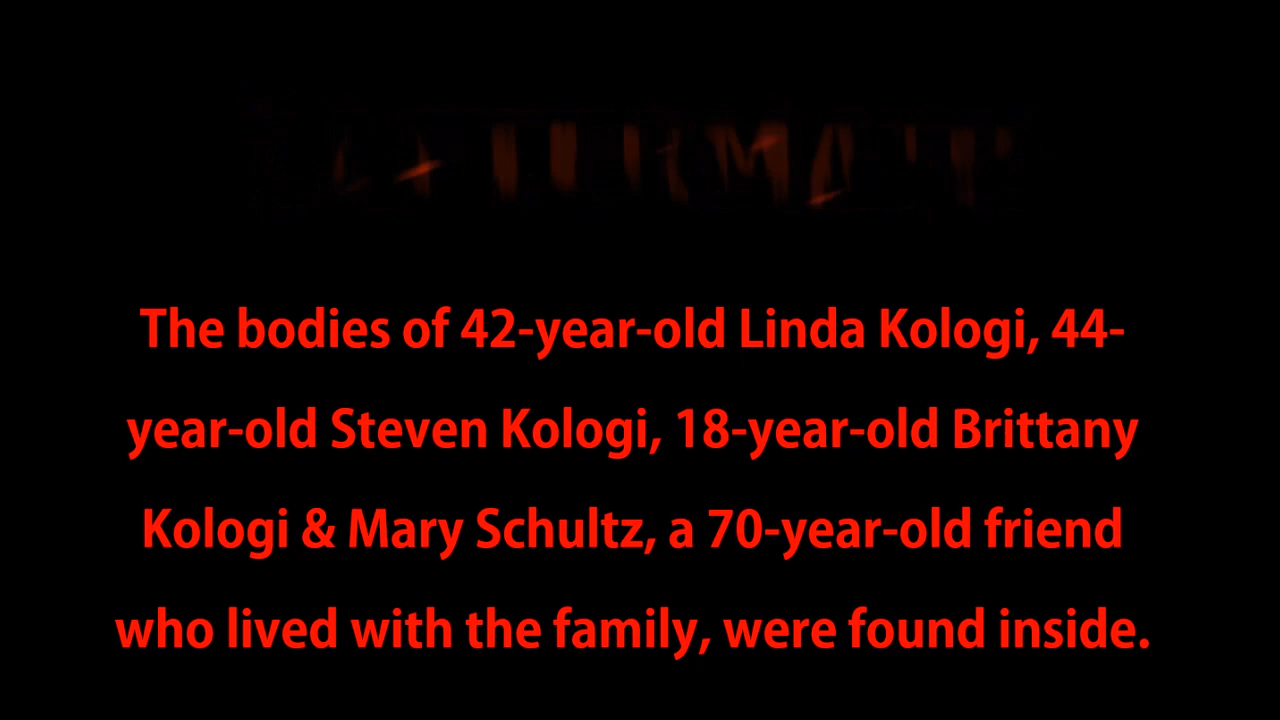 AFTERMATH
The bodies of 42-year-old Linda Kologi, 44-
year-old Steven Kologi, 18-year-old Brittany
Kologi & Mary Schultz, a 70-year-old friend
who lived with the family, were found inside.